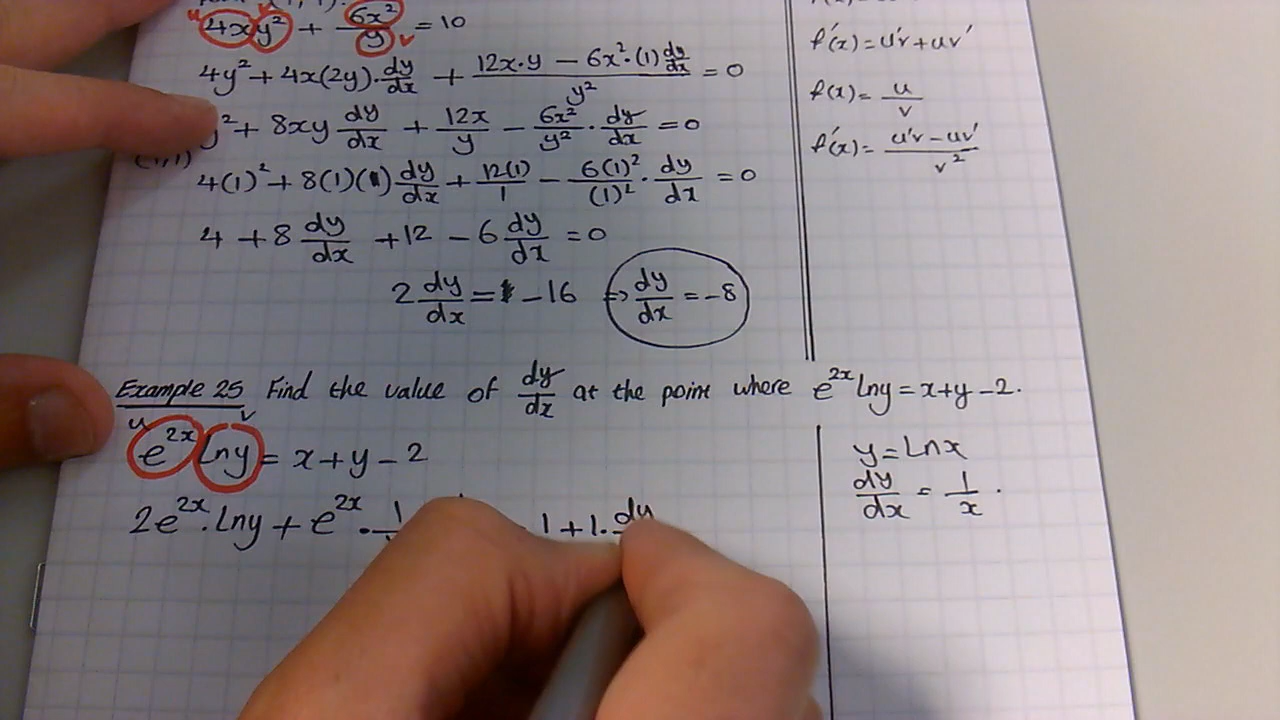 4xy² + 6x²/y = 10
4y² + 4x(2y)·dy/dx + (12x·y − 6x²·(1)dy/dx)/y² = 0
y² + 8xy dy/dx + 12x/y − 6x²/y² · dy/dx = 0
4(1)² + 8(1)(1) dy/dx + 12(1)/1 − 6(1)²/(1)² · dy/dx = 0
4 + 8 dy/dx + 12 − 6 dy/dx = 0
2 dy/dx = −16 ⇒ dy/dx = −8
f'(x) = u'v + uv'
f(x) = u/v
f'(x) = (u'v − uv')/v²
Example 25 Find the value of dy/dx at the point where e^2x lny = x+y−2.
u v
e^2x lny = x + y − 2
2e^2x · lny + e^2x · 1 1 + 1· dy
y = Lnx
dy/dx = 1/x .